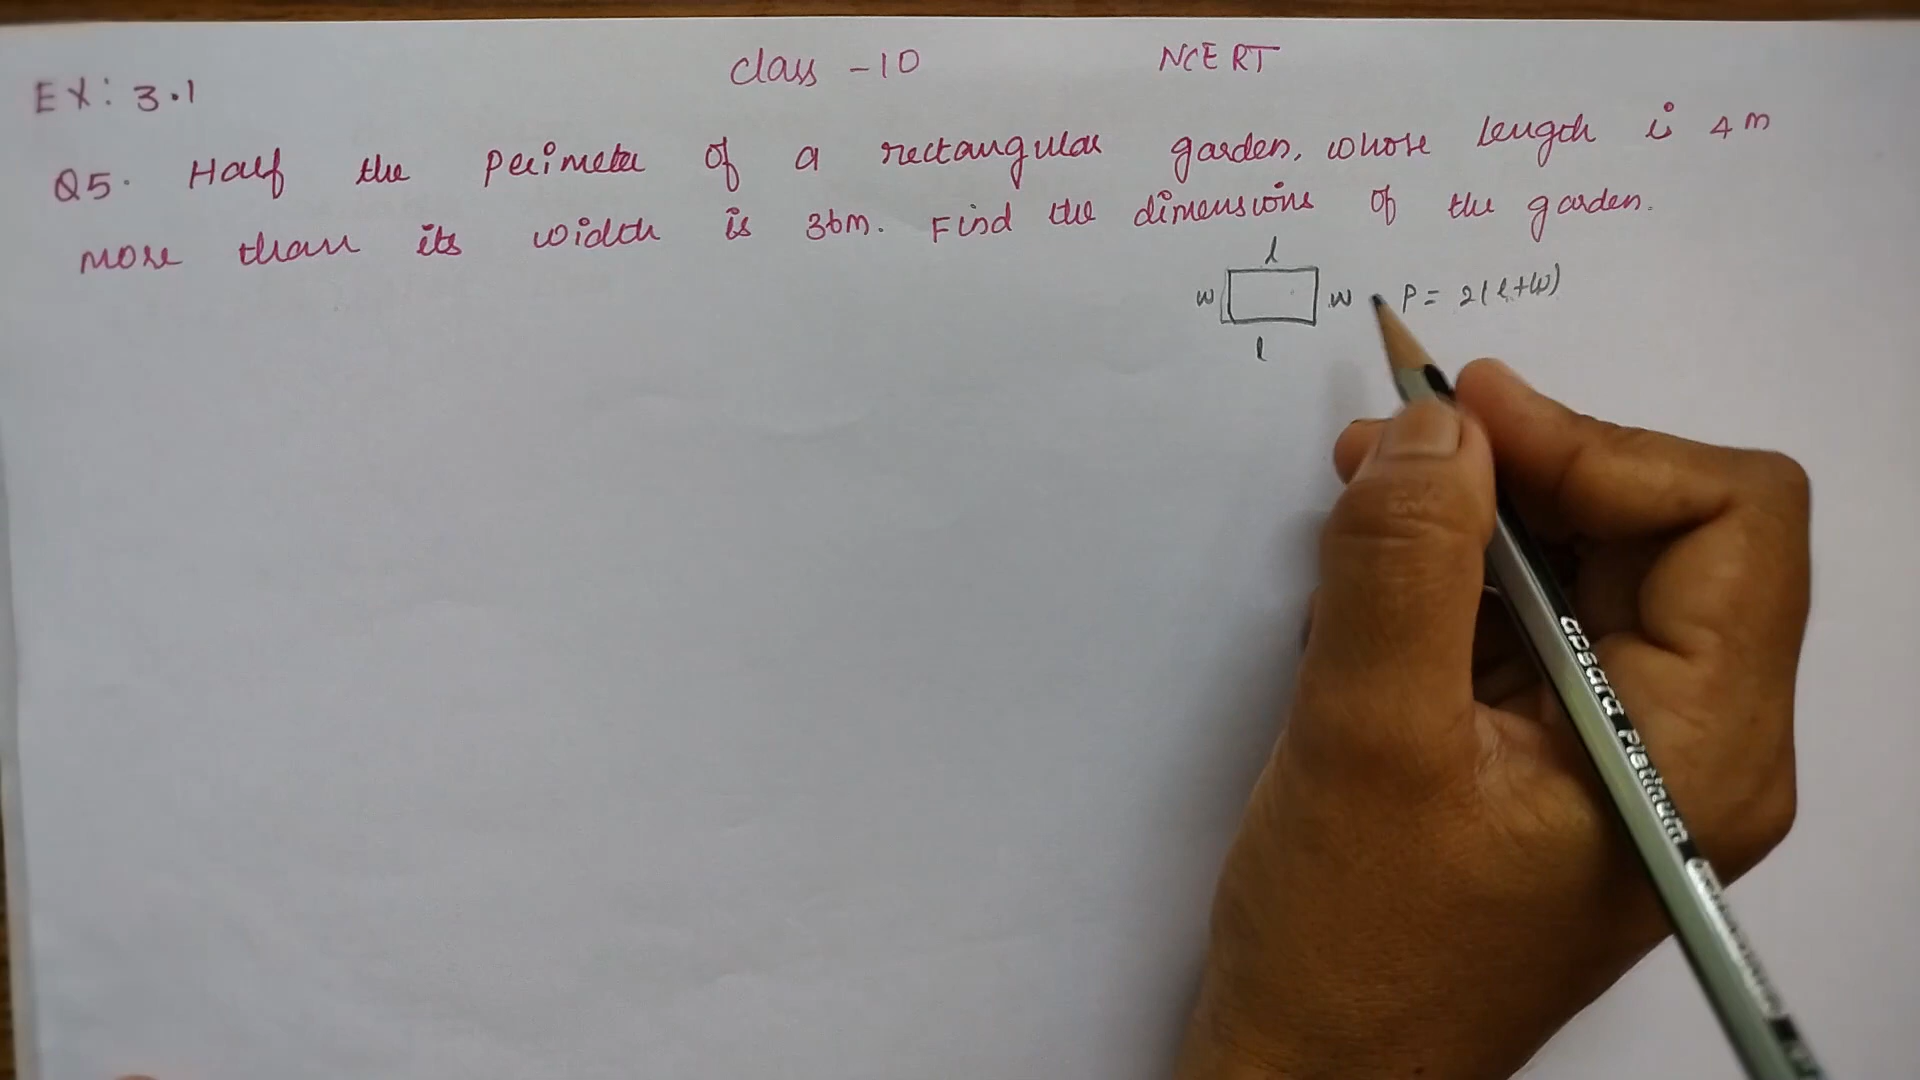 Class - 10 NCERT
EX: 3.1
Q5. Half the Perimeter of a rectangular garden, whose length is 4m
more than its width is 36m. Find the dimensions of the garden.
l
w w P = 2(l+w)
l
apsara Platinum